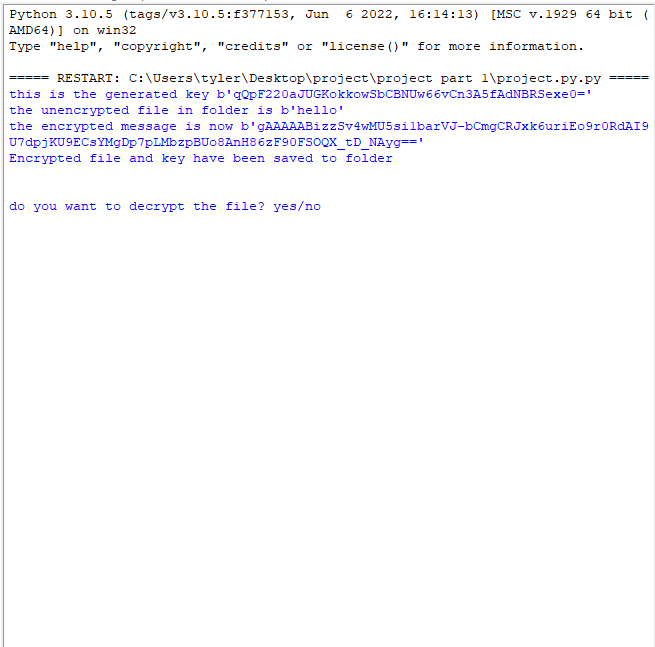 Python 3.10.5 (tags/v3.10.5:f377153, Jun  6 2022, 16:14:13) [MSC v.1929 64 bit (
AMD64)] on win32
Type "help", "copyright", "credits" or "license()" for more information.
===== RESTART: C:\Users\tyler\Desktop\project\project part 1\project.py.py =====
this is the generated key b'qQpF220aJUGKokkowSbCBNUw66vCn3A5fAdNBRSexe0='
the unencrypted file in folder is b'hello'
the encrypted message is now b'gAAAAABizzSv4wMU5si1barVJ-bCmgCRJxk6uriEo9r0RdAI9
U7dpjKU9ECsYMgDp7pLMbzpBUo8AnH86zF90FSOQX_tD_NAyg=='
Encrypted file and key have been saved to folder
do you want to decrypt the file? yes/no